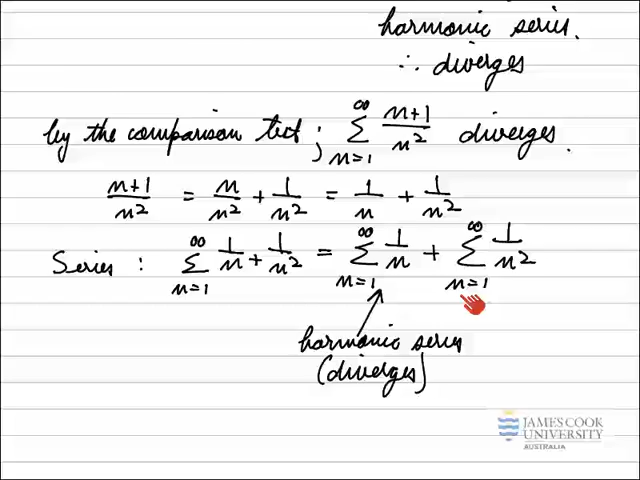 harmonic series.
∴ diverges
by the comparison test; ∞ Σ n=1 n+1/n² diverges.
n+1/n² = n/n² + 1/n² = 1/n + 1/n²
Series : ∞ Σ n=1 1/n + 1/n² = ∞ Σ n=1 1/n + ∞ Σ n=1 1/n²
harmonic series
(diverges)
JAMES COOK
UNIVERSITY
AUSTRALIA